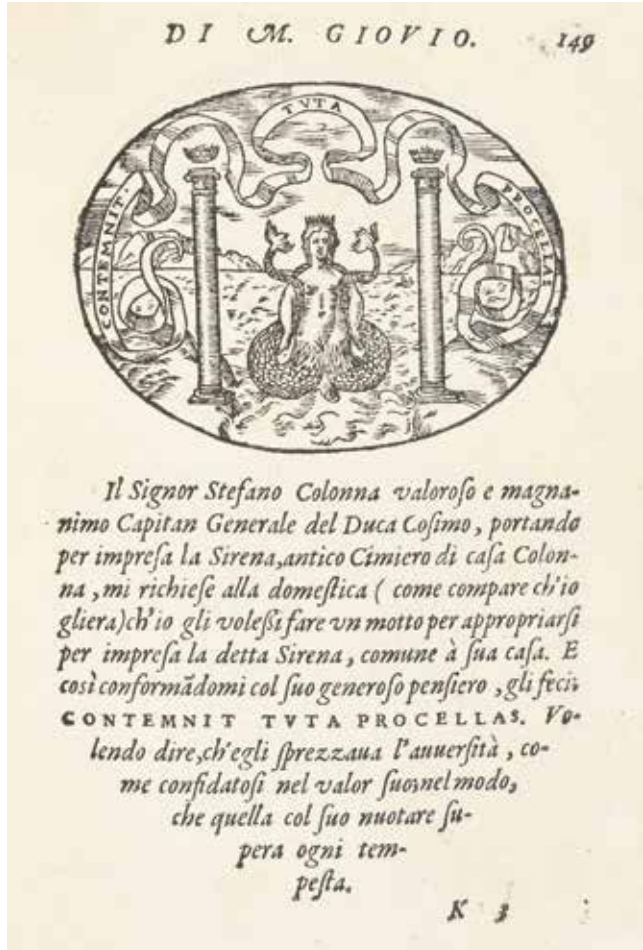 DI M. GIOVIO. 149
TVTA
CONTEMNIT.
PROCELLAS
Il Signor Stefano Colonna valoroſo e magna-
nimo Capitan Generale del Duca Coſimo, portando
per impreſa la Sirena, antico Cimiero di caſa Colon-
na, mi richieſe alla domeſtica ( come compare ch'io
gliera) ch'io gli voleßi fare vn motto per appropriarſi
per impreſa la detta Sirena, comune à ſua caſa. E
così conformādomi col ſuo generoſo penſiero, gli feci;
CONTEMNIT TVTA PROCELLAS. Vo-
lendo dire, ch'egli ſprezzaua l'auuerſità, co-
me confidatoſi nel valor ſuo; nel modo,
che quella col ſuo nuotare ſu-
pera ogni tem-
peſta.
K 3